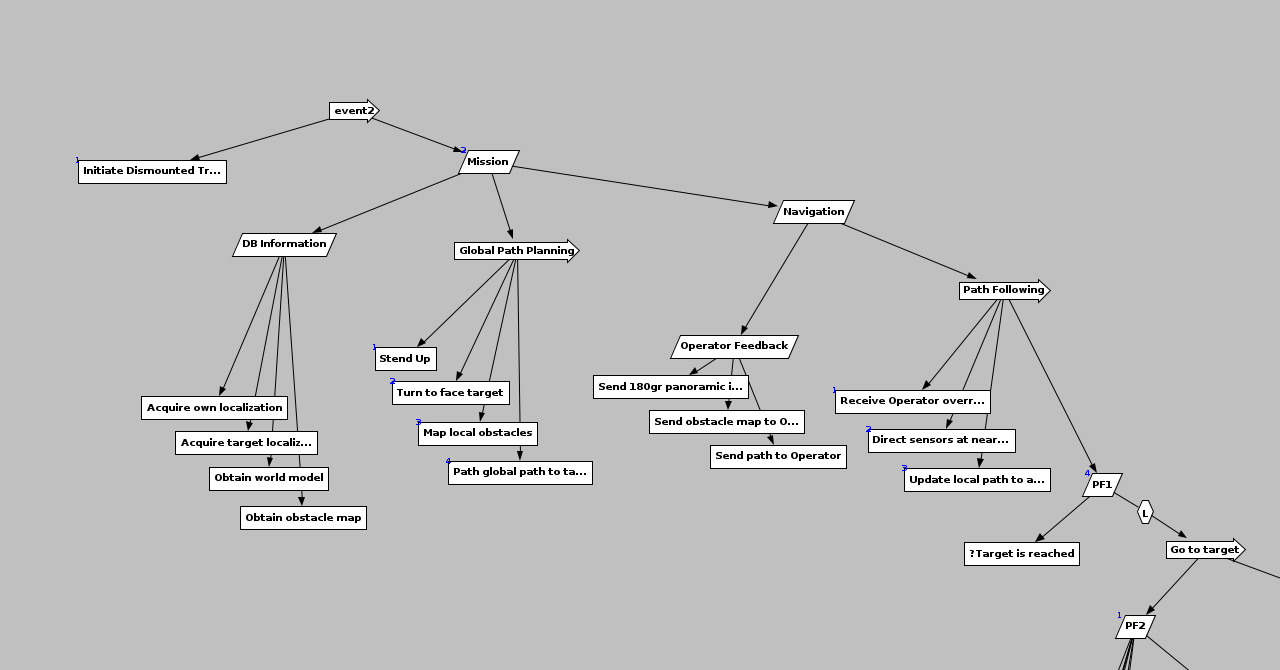 event2
1
Initiate Dismounted Tr...
2
Mission
Navigation
DB Information
Global Path Planning
Path Following
Operator Feedback
1
Stend Up
2
Turn to face target
3
Map local obstacles
4
Path global path to ta...
Acquire own localization
Acquire target localiz...
Obtain world model
Obtain obstacle map
Send 180gr panoramic i...
Send obstacle map to O...
Send path to Operator
1
Receive Operator overr...
2
Direct sensors at near...
3
Update local path to a...
4
PF1
L
?Target is reached
Go to target
1
PF2